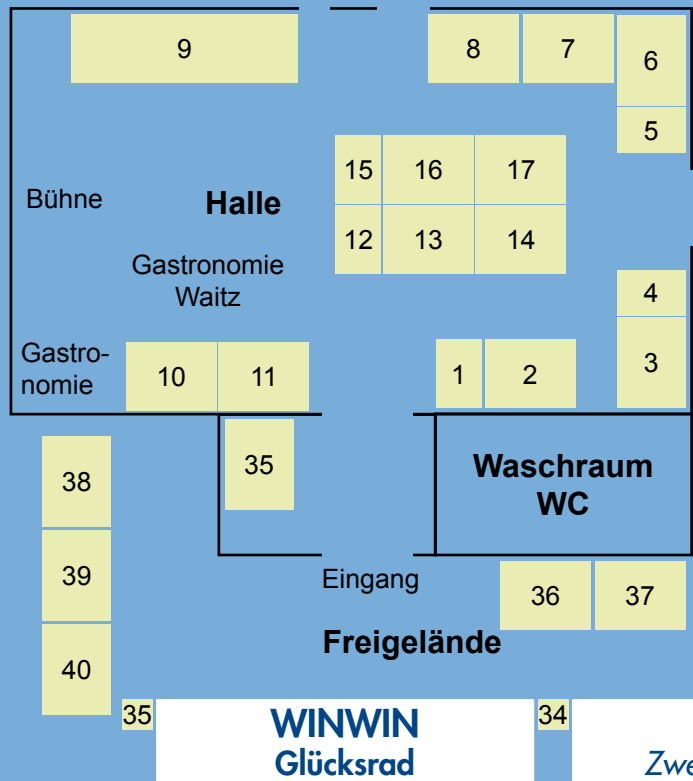 9
8
7
6
5
15
16
17
Bühne
Halle
12
13
14
Gastronomie
Waitz
4
Gastro-
nomie
10
11
1
2
3
35
Waschraum
WC
38
39
Eingang
36
37
Freigelände
40
35
WINWIN
Glücksrad
34
Zwe